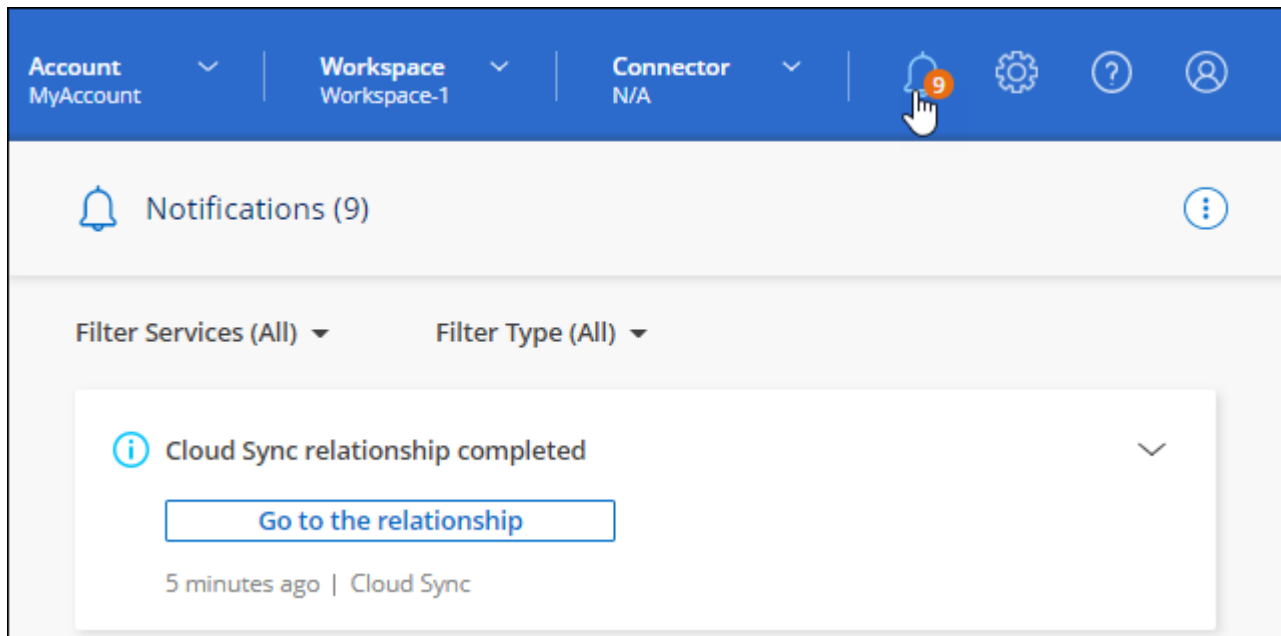 Account
MyAccount
Workspace
Workspace-1
Connector
N/A
9
Notifications (9)
Filter Services (All)
Filter Type (All)
Cloud Sync relationship completed
Go to the relationship
5 minutes ago | Cloud Sync